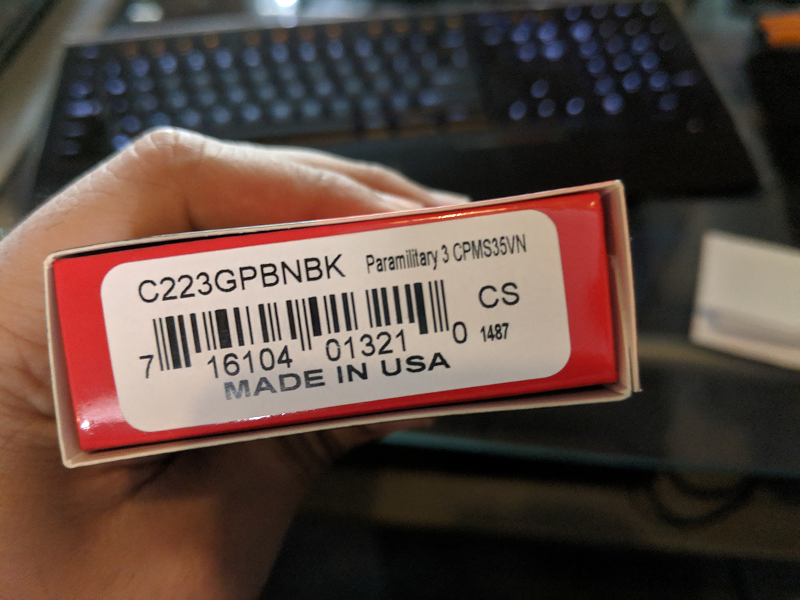 C223GPBNBK Paramilitary 3 CPMS35VN
CS
7 16104 01321 0 1487
MADE IN USA